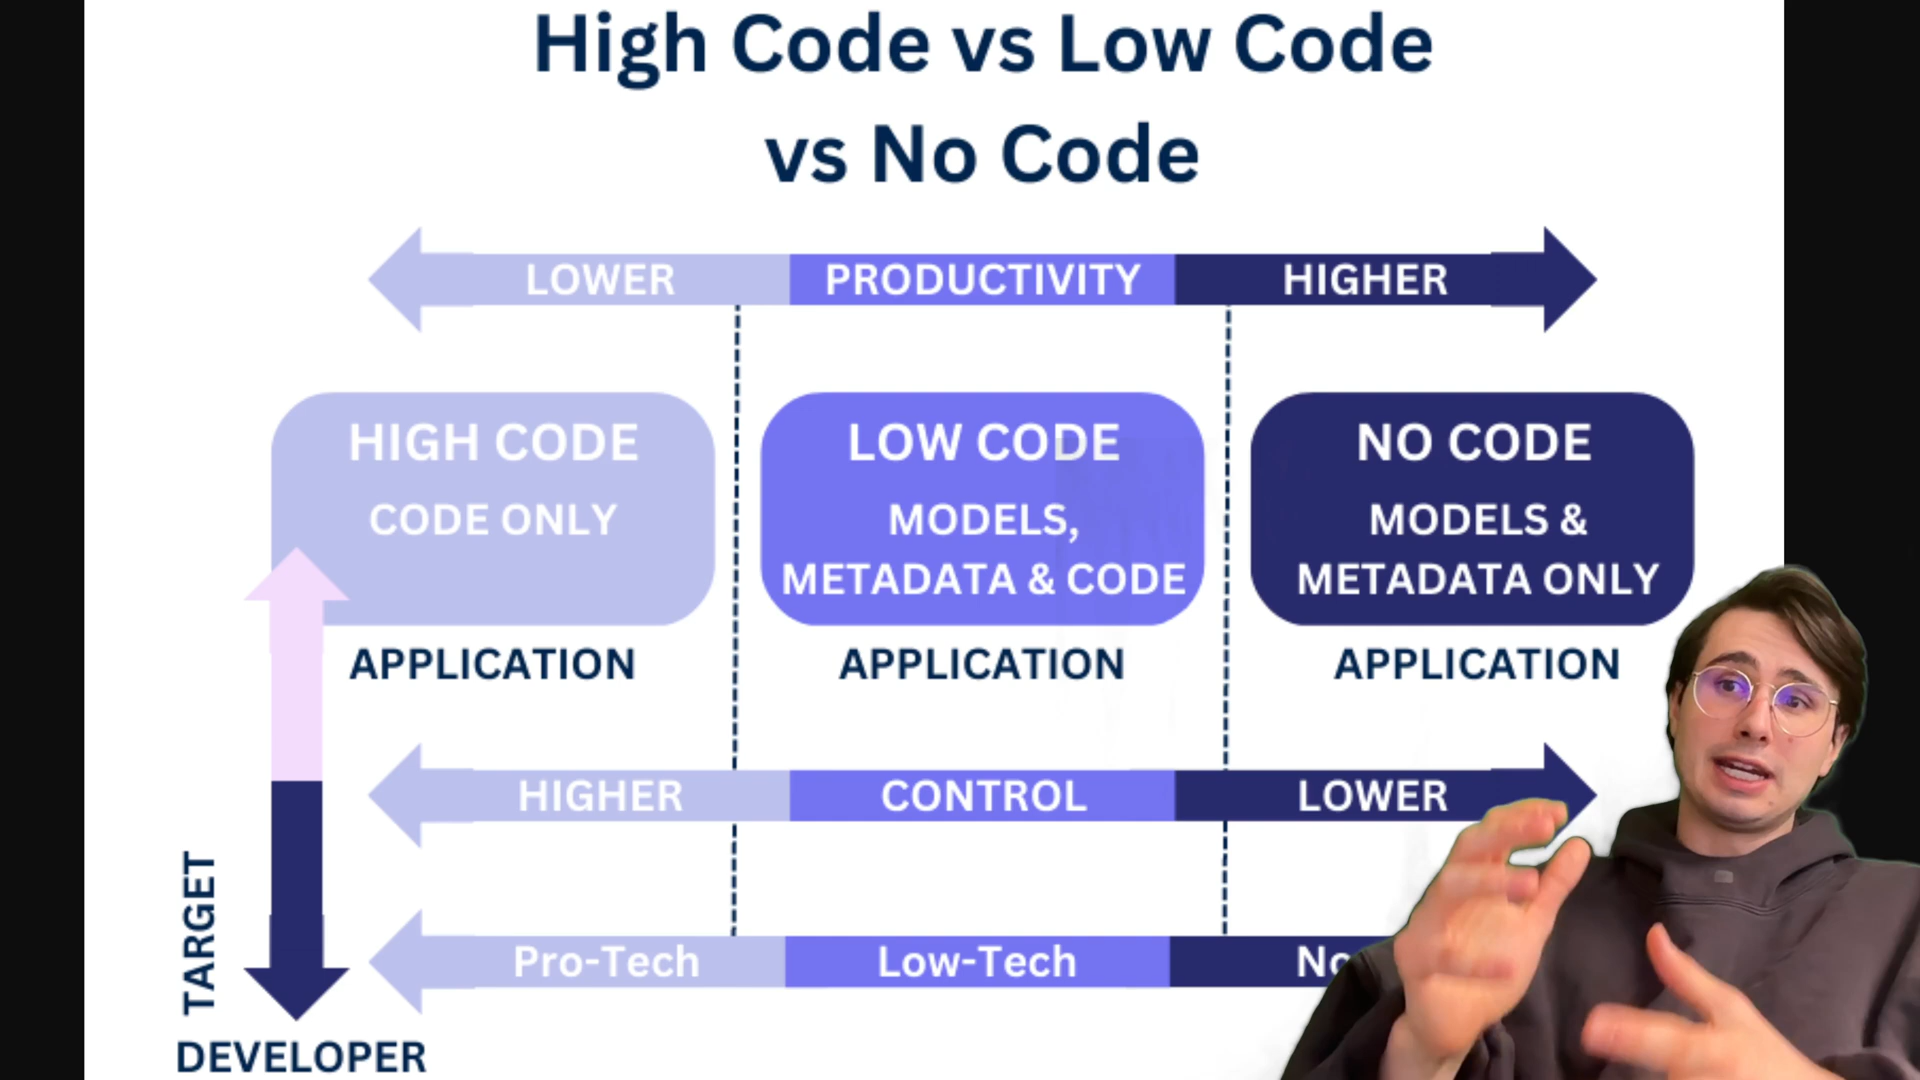 High Code vs Low Code
vs No Code
LOWER PRODUCTIVITY HIGHER
HIGH CODE
CODE ONLY
LOW CODE
MODELS,
METADATA & CODE
NO CODE
MODELS &
METADATA ONLY
APPLICATION APPLICATION APPLICATION
HIGHER CONTROL LOWER
TARGET
Pro-Tech Low-Tech No
DEVELOPER